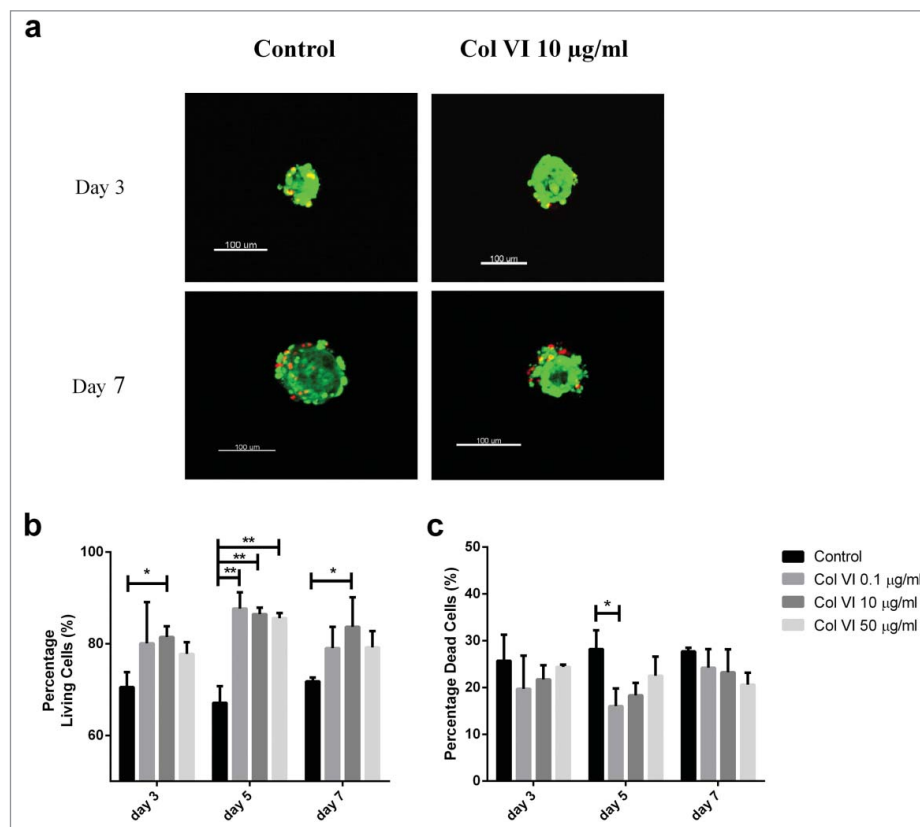 a
Control
Col VI 10 µg/ml
Day 3
100 um
100 um
Day 7
100 um
100 um
b
Percentage
Living Cells (%)
100
80
60
*
**
**
**
*
day 3
day 5
day 7
c
Percentage Dead Cells (%)
50
40
30
20
10
0
*
day 3
day 5
day 7
Control
Col VI 0.1 µg/ml
Col VI 10 µg/ml
Col VI 50 µg/ml